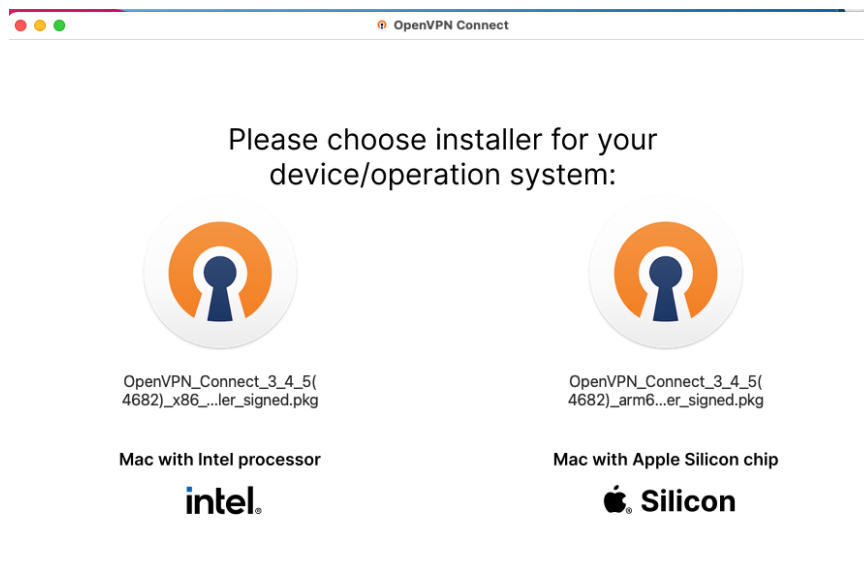 OpenVPN Connect
Please choose installer for your
device/operation system:
OpenVPN_Connect_3_4_5(
4682)_x86_...ler_signed.pkg
OpenVPN_Connect_3_4_5(
4682)_arm6...er_signed.pkg
Mac with Intel processor
Mac with Apple Silicon chip
intel®
Silicon